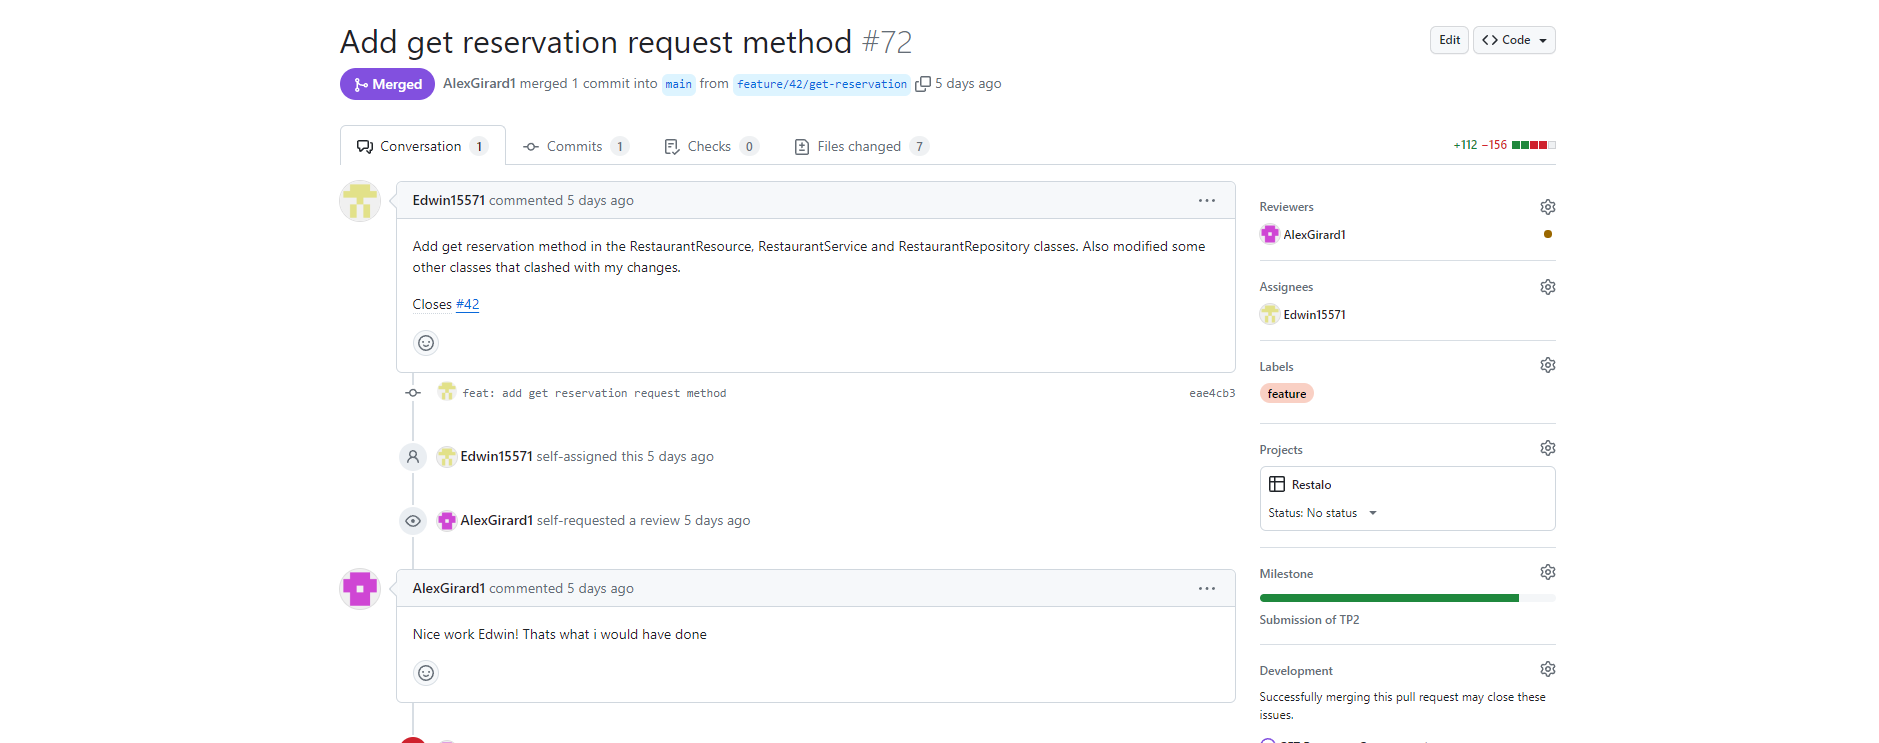 Add get reservation request method #72
Edit
Code
Merged
AlexGirard1 merged 1 commit into main from feature/42/get-reservation 5 days ago
Conversation 1
Commits 1
Checks 0
Files changed 7
+112 −156
Edwin15571 commented 5 days ago
Add get reservation method in the RestaurantResource, RestaurantService and RestaurantRepository classes. Also modified some
other classes that clashed with my changes.
Closes #42
feat: add get reservation request method
eae4cb3
Edwin15571 self-assigned this 5 days ago
AlexGirard1 self-requested a review 5 days ago
AlexGirard1 commented 5 days ago
Nice work Edwin! Thats what i would have done
Reviewers
AlexGirard1
Assignees
Edwin15571
Labels
feature
Projects
Restalo
Status: No status
Milestone
Submission of TP2
Development
Successfully merging this pull request may close these
issues.